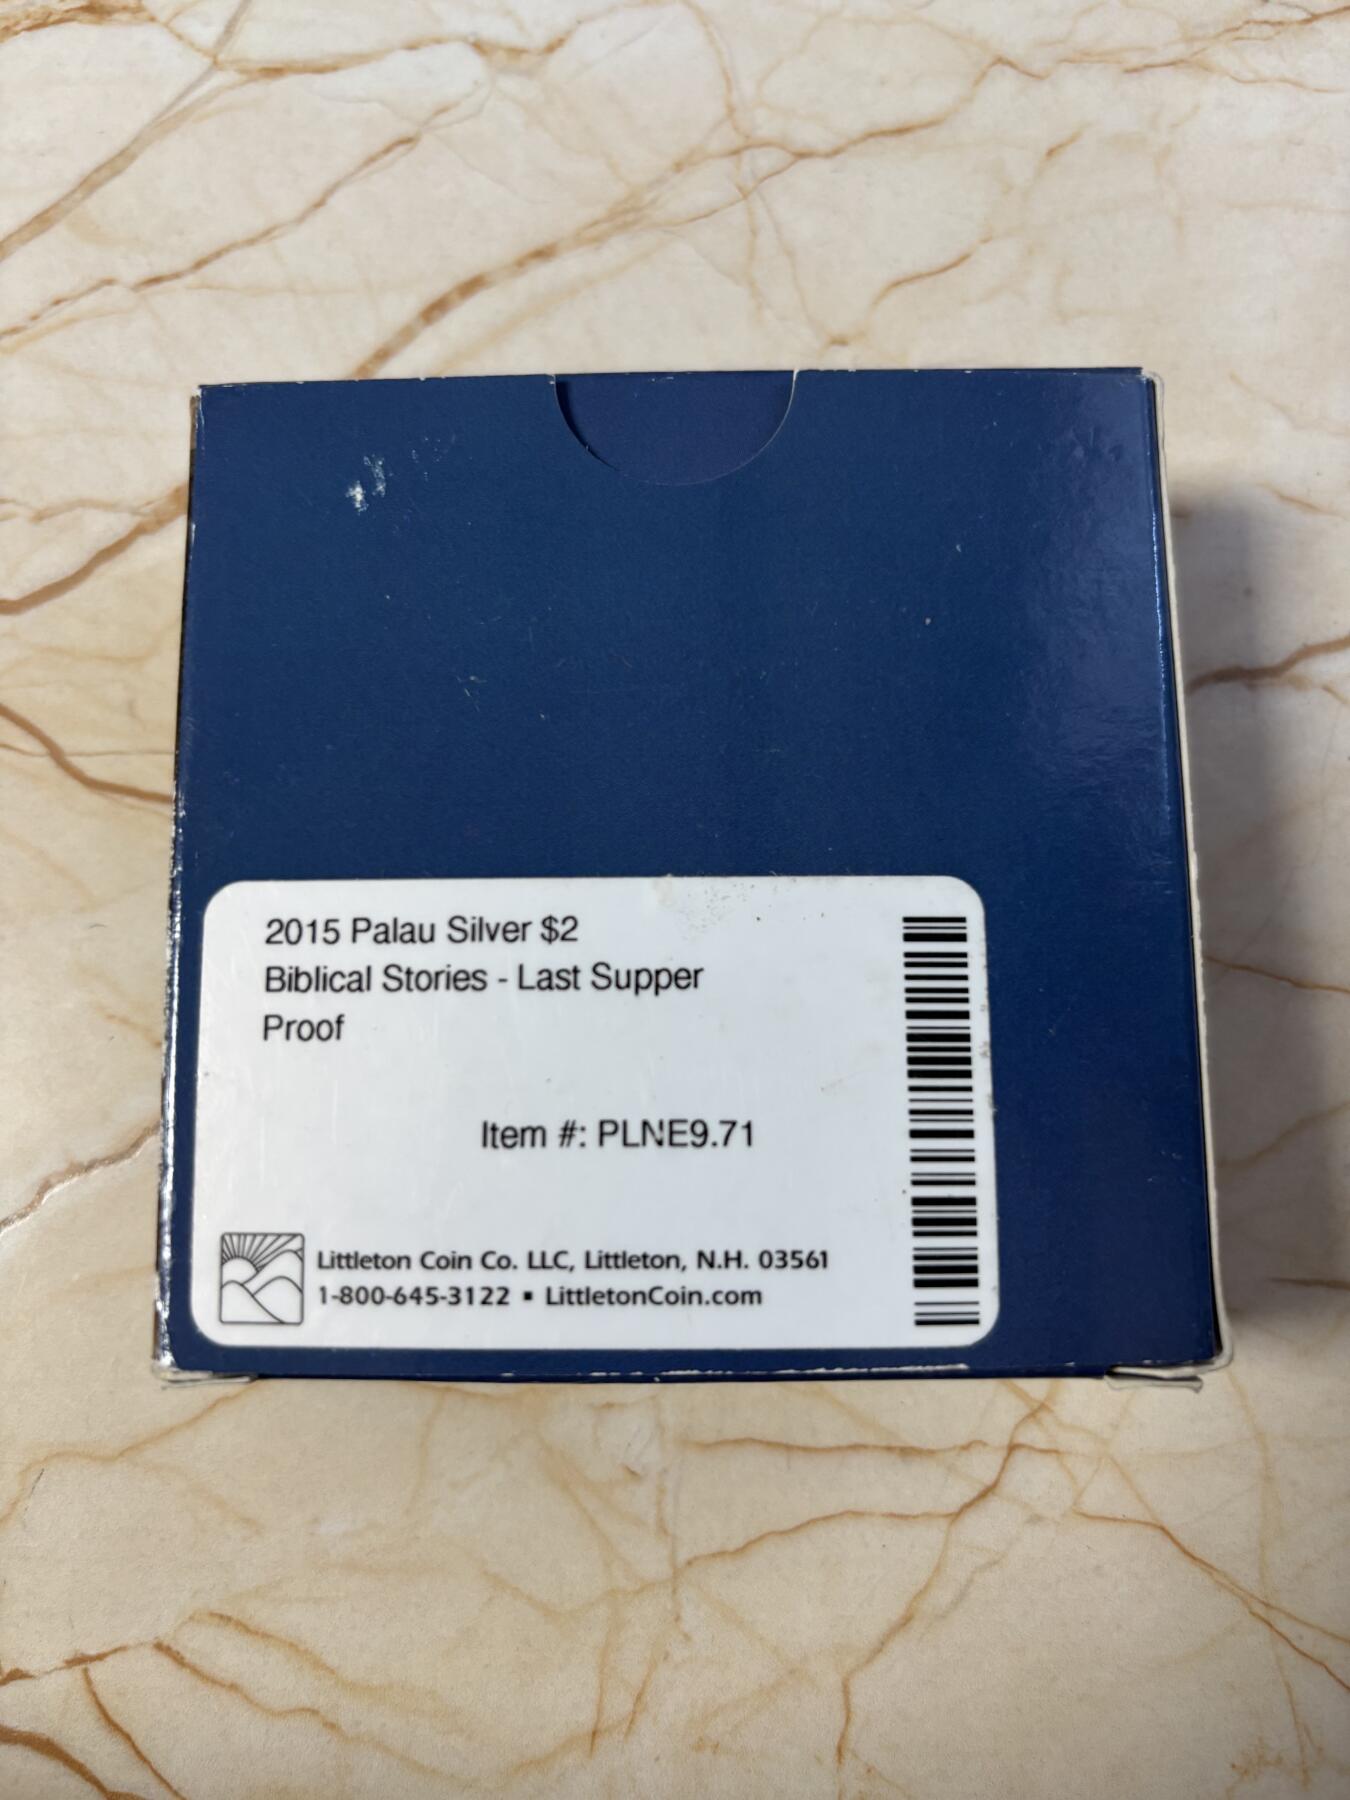 2015 Palau Silver $2
Biblical Stories - Last Supper
Proof
Item #: PLNE9.71
Littleton Coin Co. LLC, Littleton, N.H. 03561
1-800-645-3122 ▪ LittletonCoin.com